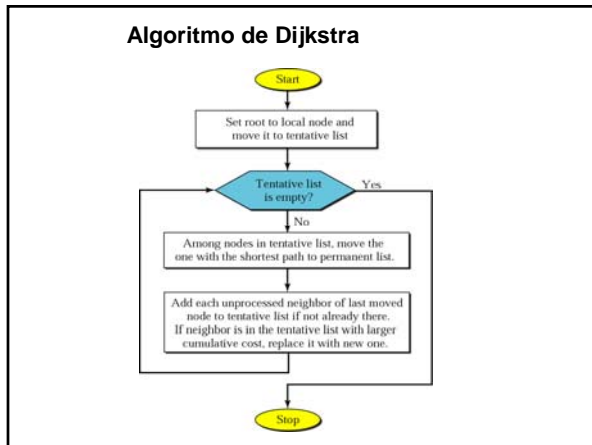 Algoritmo de Dijkstra
Start
Set root to local node and
move it to tentative list
Tentative list
is empty?
Yes
No
Among nodes in tentative list, move the
one with the shortest path to permanent list.
Add each unprocessed neighbor of last moved
node to tentative list if not already there.
If neighbor is in the tentative list with larger
cumulative cost, replace it with new one.
Stop